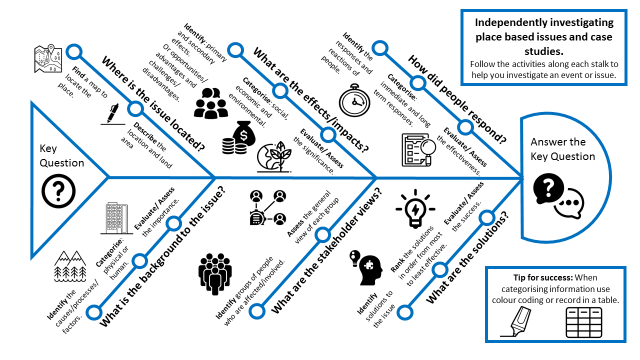 Independently investigating
place based issues and case
studies.
Follow the activities along each stalk to
help you investigate an event or issue.
Key
Question
Where is the issue located?
Find a map to
locate the
place.
Describe the
location and land
area
What are the effects/impacts?
Identify: primary
and secondary
effects.
Or opportunities/
advantages and
challenges/
disadvantages.
Categorise: social,
economic and
environmental/
Evaluate/ Assess
the significance.
How did people respond?
Identify the
responses and
reactions of
people.
Categorise:
immediate and long
term responses.
Evaluate/ Assess
the effectiveness.
What is the background to the issue?
Identify the
causes/processes/
factors.
Categorise:
physical or
human.
Evaluate/ Assess
the importance.
What are the stakeholder views?
Identify groups of people
who are affected/involved.
Assess the general
view of each group
What are the solutions?
Identify
solutions to
the issue
Rank the solutions
in order from most
to least effective.
Evaluate/ Assess
the success.
Answer the
Key Question
Tip for success: When
categorising information use
colour coding or record in a table.